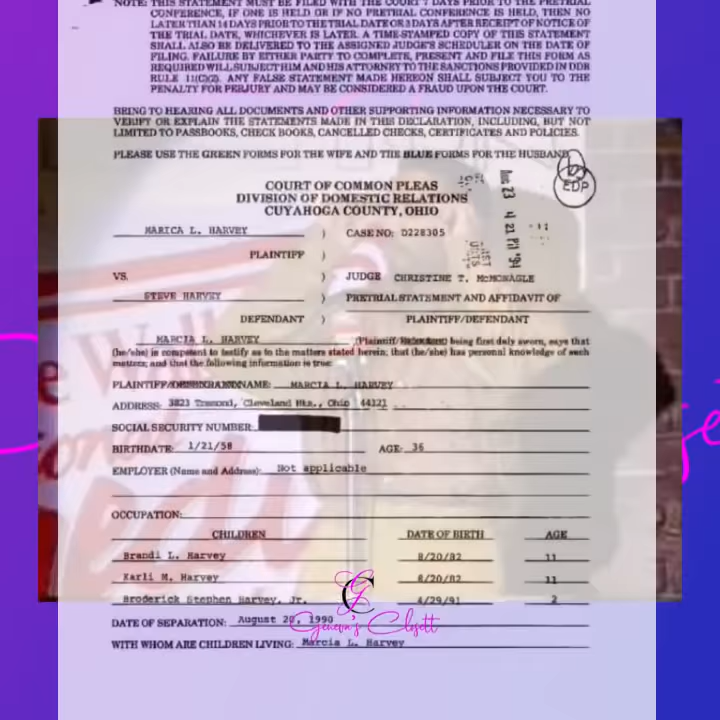 NOTE: THIS STATEMENT MUST BE FILED WITH THE COURT 7 DAYS PRIOR TO THE PRETRIAL
CONFERENCE, IF ONE IS HELD OR IF NO PRETRIAL CONFERENCE IS HELD, THEN NO
LATER THAN 14 DAYS PRIOR TO THE TRIAL DATE OR 3 DAYS AFTER RECEIPT OF NOTICE OF
THE TRIAL DATE, WHICHEVER IS LATER. A TIME-STAMPED COPY OF THIS STATEMENT
SHALL ALSO BE DELIVERED TO THE ASSIGNED JUDGE'S SCHEDULER ON THE DATE OF
FILING. FAILURE BY EITHER PARTY TO COMPLETE, PRESENT AND FILE THIS FORM AS
REQUIRED WILL SUBJECT HIM AND HIS ATTORNEY TO THE SANCTIONS PROVIDED IN DDR
RULE 11(C)(2). ANY FALSE STATEMENT MADE HEREON SHALL SUBJECT YOU TO THE
PENALTY FOR PERJURY AND MAY BE CONSIDERED A FRAUD UPON THE COURT.
BRING TO HEARING ALL DOCUMENTS AND OTHER SUPPORTING INFORMATION NECESSARY TO
VERIFY OR EXPLAIN THE STATEMENTS MADE IN THIS DECLARATION, INCLUDING, BUT NOT
LIMITED TO PASSBOOKS, CHECK BOOKS, CANCELLED CHECKS, CERTIFICATES AND POLICIES.
PLEASE USE THE GREEN FORMS FOR THE WIFE AND THE BLUE FORMS FOR THE HUSBAND.
EDP
COURT OF COMMON PLEAS
DIVISION OF DOMESTIC RELATIONS
CUYAHOGA COUNTY, OHIO
AUG 23 4 21 PM '94
MARICA L. HARVEY ) CASE NO: D228305
PLAINTIFF )
VS. ) JUDGE CHRISTINE T. McMONAGLE
STEVE HARVEY ) PRETRIAL STATEMENT AND AFFIDAVIT OF
DEFENDANT ) PLAINTIFF/DEFENDANT
MARCIA L. HARVEY (Plaintiff/Defendant) being first duly sworn, says that
(he/she) is competent to testify as to the matters stated herein; that (he/she) has personal knowledge of such
matters; and that the following information is true:
PLAINTIFF/DEFENDANT NAME: MARCIA L. HARVEY
ADDRESS: Cleveland Hts., Ohio 44121
SOCIAL SECURITY NUMBER:
BIRTHDATE: 1/21/58 AGE: 36
EMPLOYER (Name and Address): Not applicable
OCCUPATION:
CHILDREN DATE OF BIRTH AGE
Brandi L. Harvey 8/20/82 11
Karli M. Harvey 8/20/82 11
Broderick Stephen Harvey, Jr. 4/29/91 2
DATE OF SEPARATION: August 20, 1990
WITH WHOM ARE CHILDREN LIVING: Marcia L. Harvey
GC
Geneva's Closett